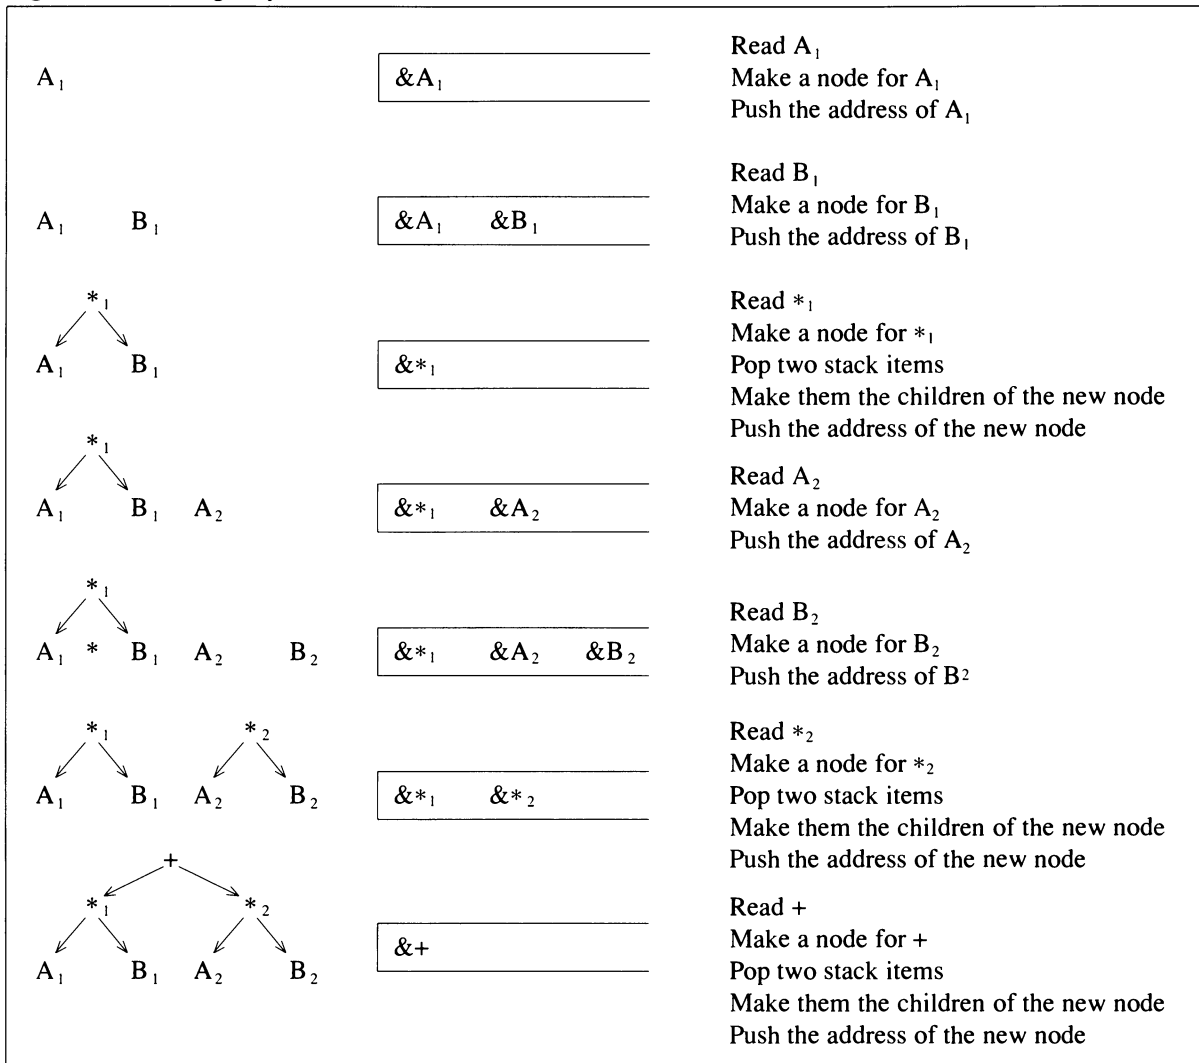 A₁ &A₁ Read A₁
Make a node for A₁
Push the address of A₁
A₁ B₁ &A₁ &B₁ Read B₁
Make a node for B₁
Push the address of B₁
*₁
A₁ B₁ &*₁ Read *₁
Make a node for *₁
Pop two stack items
Make them the children of the new node
Push the address of the new node
*₁
A₁ B₁ A₂ &*₁ &A₂ Read A₂
Make a node for A₂
Push the address of A₂
*₁
A₁ * B₁ A₂ B₂ &*₁ &A₂ &B₂ Read B₂
Make a node for B₂
Push the address of B²
*₁ *₂
A₁ B₁ A₂ B₂ &*₁ &*₂ Read *₂
Make a node for *₂
Pop two stack items
Make them the children of the new node
Push the address of the new node
+
*₁ *₂
A₁ B₁ A₂ B₂ &+ Read +
Make a node for +
Pop two stack items
Make them the children of the new node
Push the address of the new node